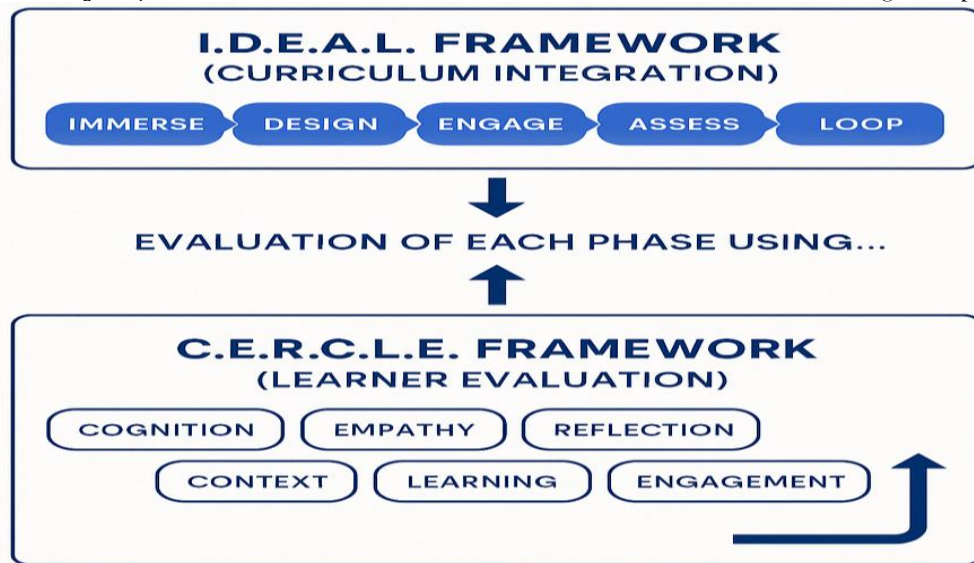 I.D.E.A.L. FRAMEWORK
(CURRICULUM INTEGRATION)
IMMERSE DESIGN ENGAGE ASSESS LOOP
EVALUATION OF EACH PHASE USING...
C.E.R.C.L.E. FRAMEWORK
(LEARNER EVALUATION)
COGNITION EMPATHY REFLECTION
CONTEXT LEARNING ENGAGEMENT